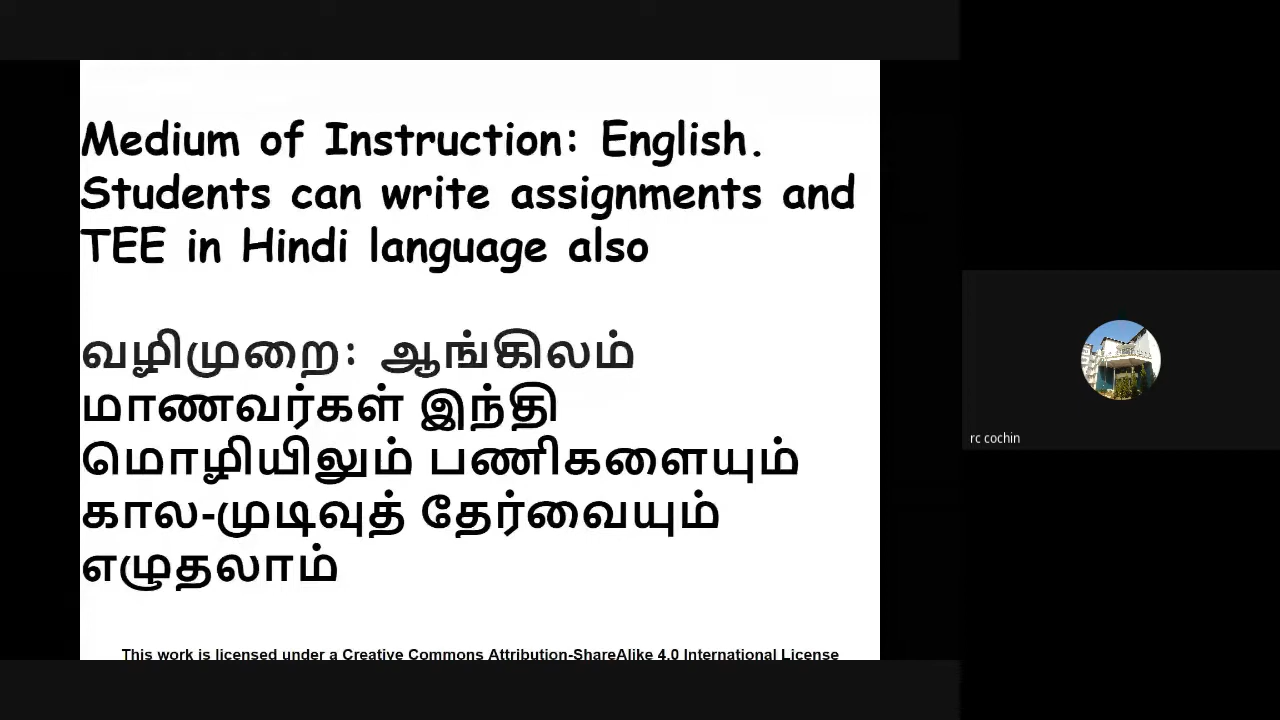 Medium of Instruction: English.
Students can write assignments and
TEE in Hindi language also
வழிமுறை: ஆங்கிலம்
மாணவர்கள் இந்தி
மொழியிலும் பணிகளையும்
கால-முடிவுத் தேர்வையும்
எழுதலாம்
This work is licensed under a Creative Commons Attribution-ShareAlike 4.0 International License
rc cochin